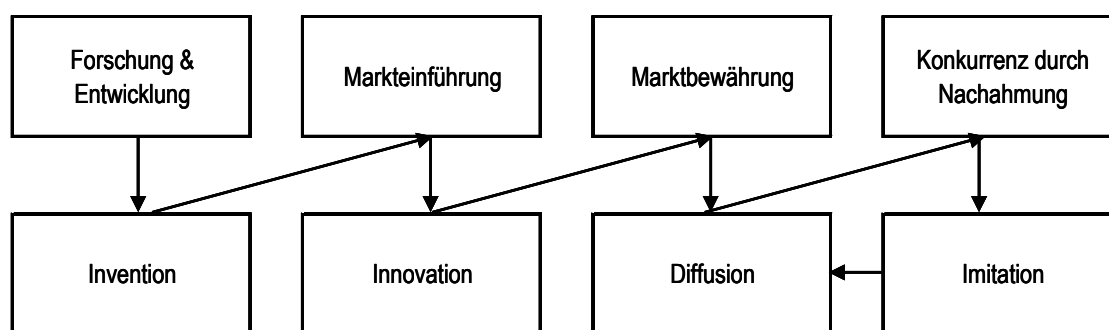 Forschung &
Entwicklung
Markteinführung
Marktbewährung
Konkurrenz durch
Nachahmung
Invention
Innovation
Diffusion
Imitation